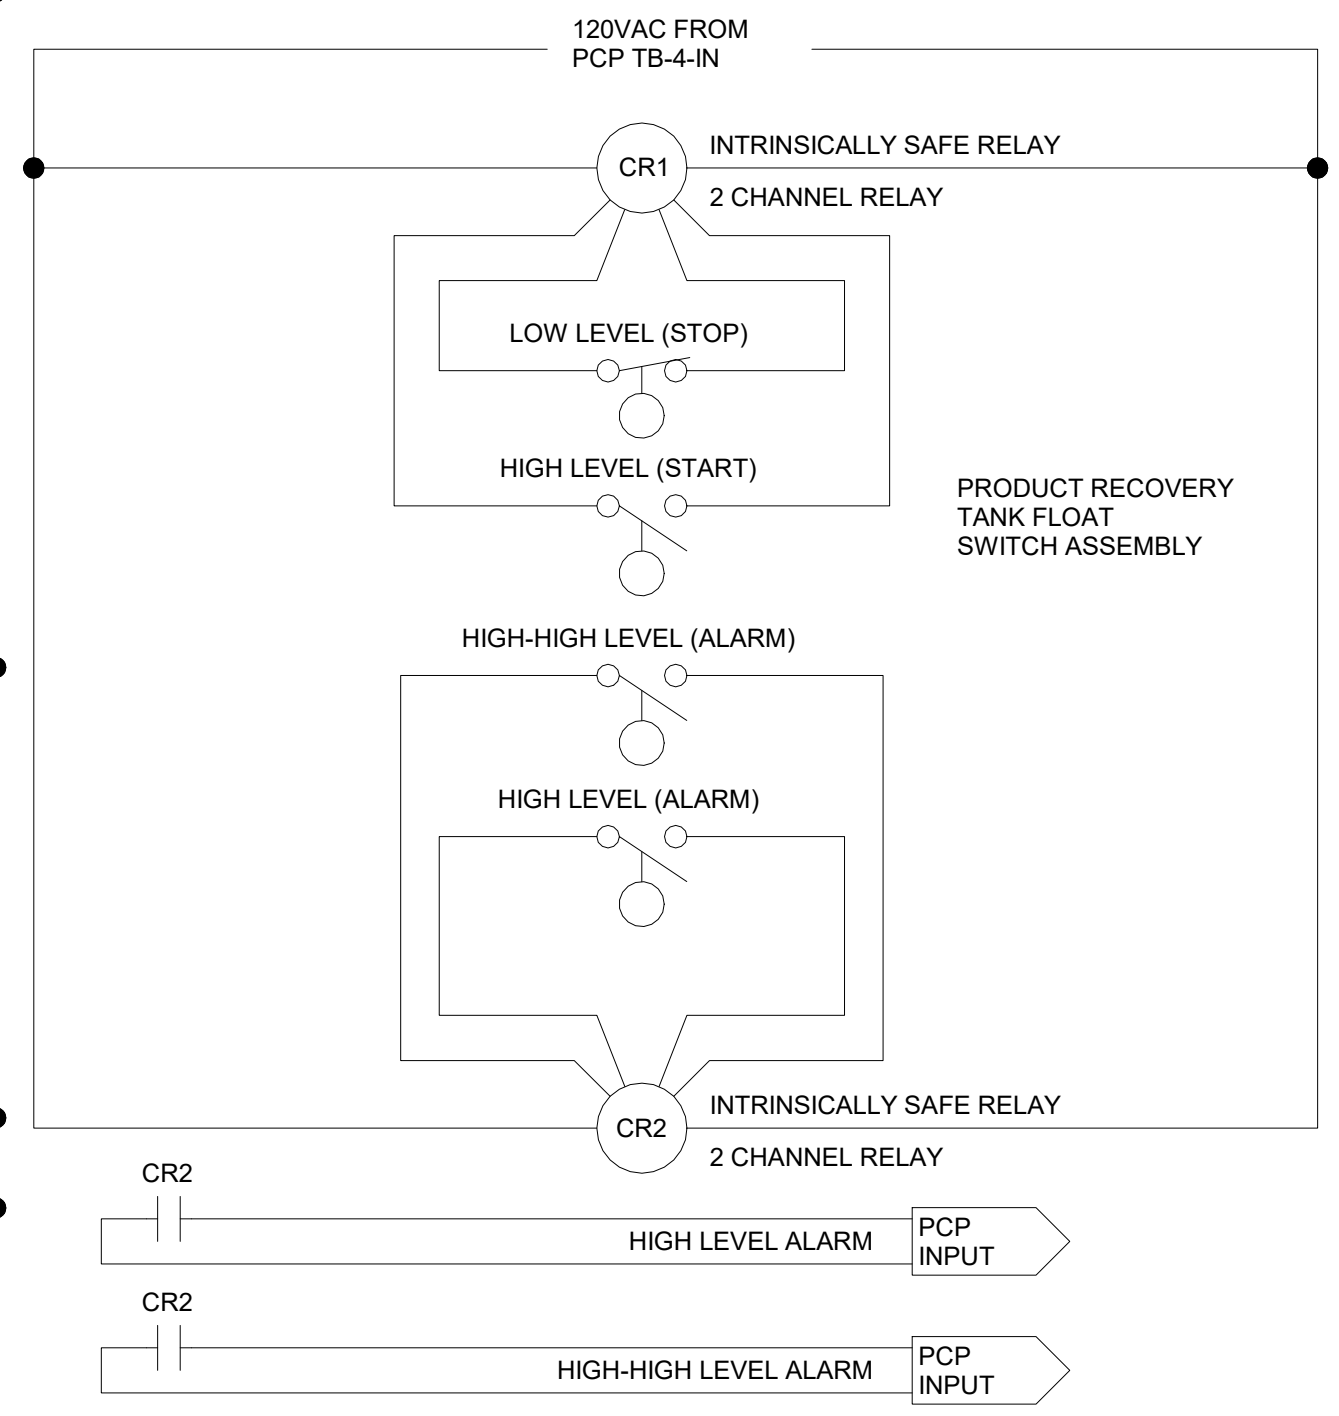 120VAC FROM
PCP TB-4-IN
CR1
INTRINSICALLY SAFE RELAY
2 CHANNEL RELAY
LOW LEVEL (STOP)
HIGH LEVEL (START)
PRODUCT RECOVERY
TANK FLOAT
SWITCH ASSEMBLY
HIGH-HIGH LEVEL (ALARM)
HIGH LEVEL (ALARM)
CR2
INTRINSICALLY SAFE RELAY
2 CHANNEL RELAY
CR2
HIGH LEVEL ALARM
PCP
INPUT
CR2
HIGH-HIGH LEVEL ALARM
PCP
INPUT